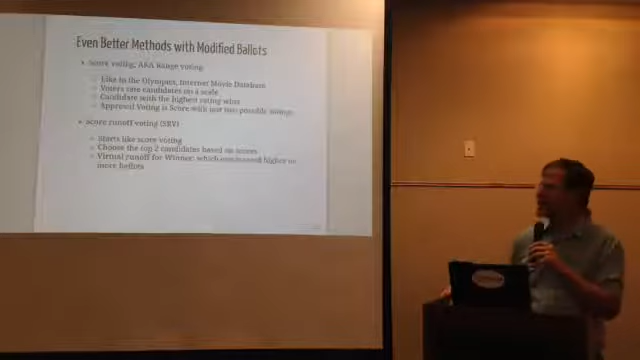 Even Better Methods with Modified Ballots
score voting, AKA Range voting
Like to the Olympics, Internet Movie Database
Voters rate candidates on a scale
Candidate with the highest rating wins
Approval Voting is Score with just two possible ratings
score runoff voting (SRV)
Starts like score voting
Choose the top 2 candidates based on scores
Virtual runoff for Winner: which one is scored higher on
more ballots